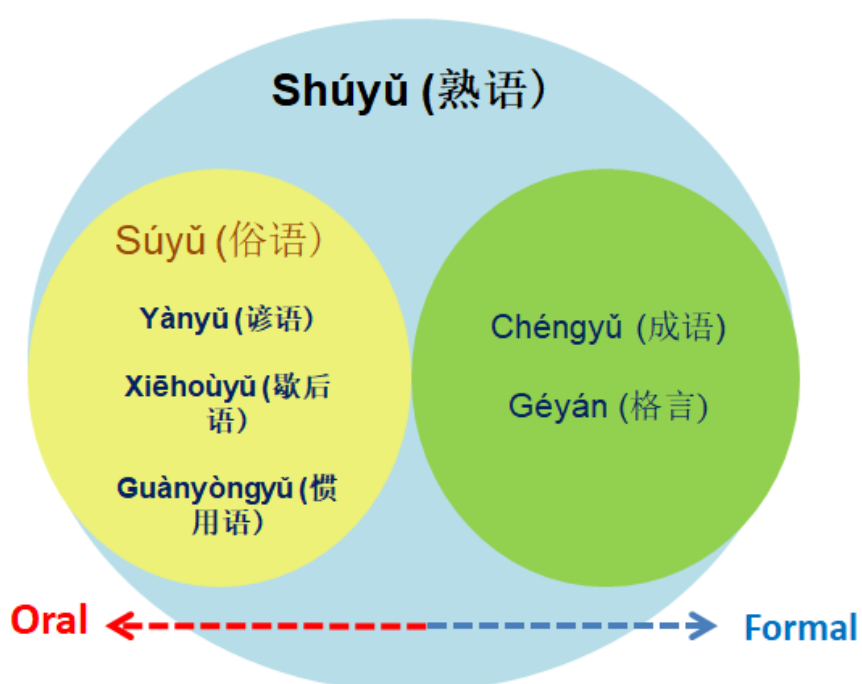 Shúyǔ (熟语）
Súyǔ (俗语）
Yànyǔ (谚语）
Xiēhoùyǔ (歇后
语）
Guànyòngyǔ (惯
用语）
Chéngyǔ (成语)
Géyán (格言)
Oral
Formal